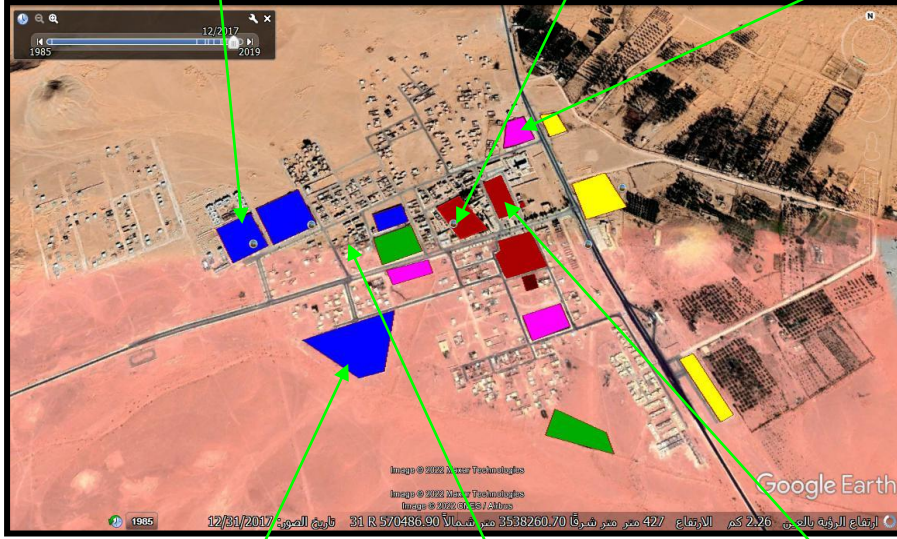 12/2017
1985
2019
N
Image © 2022 Maxar Technologies
Image © 2022 Maxar Technologies
Image © 2022 CNES / Airbus
Google Earth
1985
تاريخ الصور: 12/31/2017 31 R 570486.90 متر شرقًا 3538260.70 متر شمالاً الارتفاع 427 متر ارتفاع الرؤية بالعين 2.26 كم